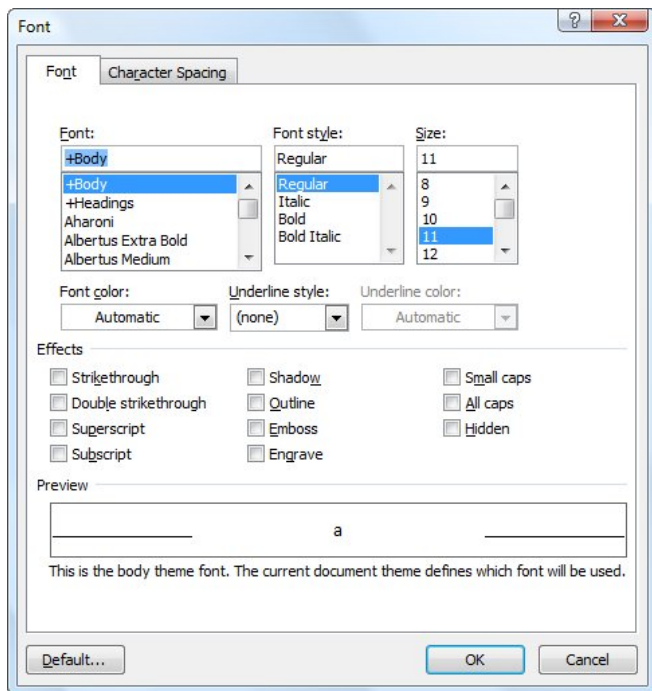 Font
?
X
Font
Character Spacing
Font:
Font style:
Size:
+Body
Regular
11
+Body
+Headings
Aharoni
Albertus Extra Bold
Albertus Medium
Regular
Italic
Bold
Bold Italic
8
9
10
11
12
Font color:
Underline style:
Underline color:
Automatic
(none)
Automatic
Effects
Strikethrough
Double strikethrough
Superscript
Subscript
Shadow
Outline
Emboss
Engrave
Small caps
All caps
Hidden
Preview
a
This is the body theme font. The current document theme defines which font will be used.
Default...
OK
Cancel